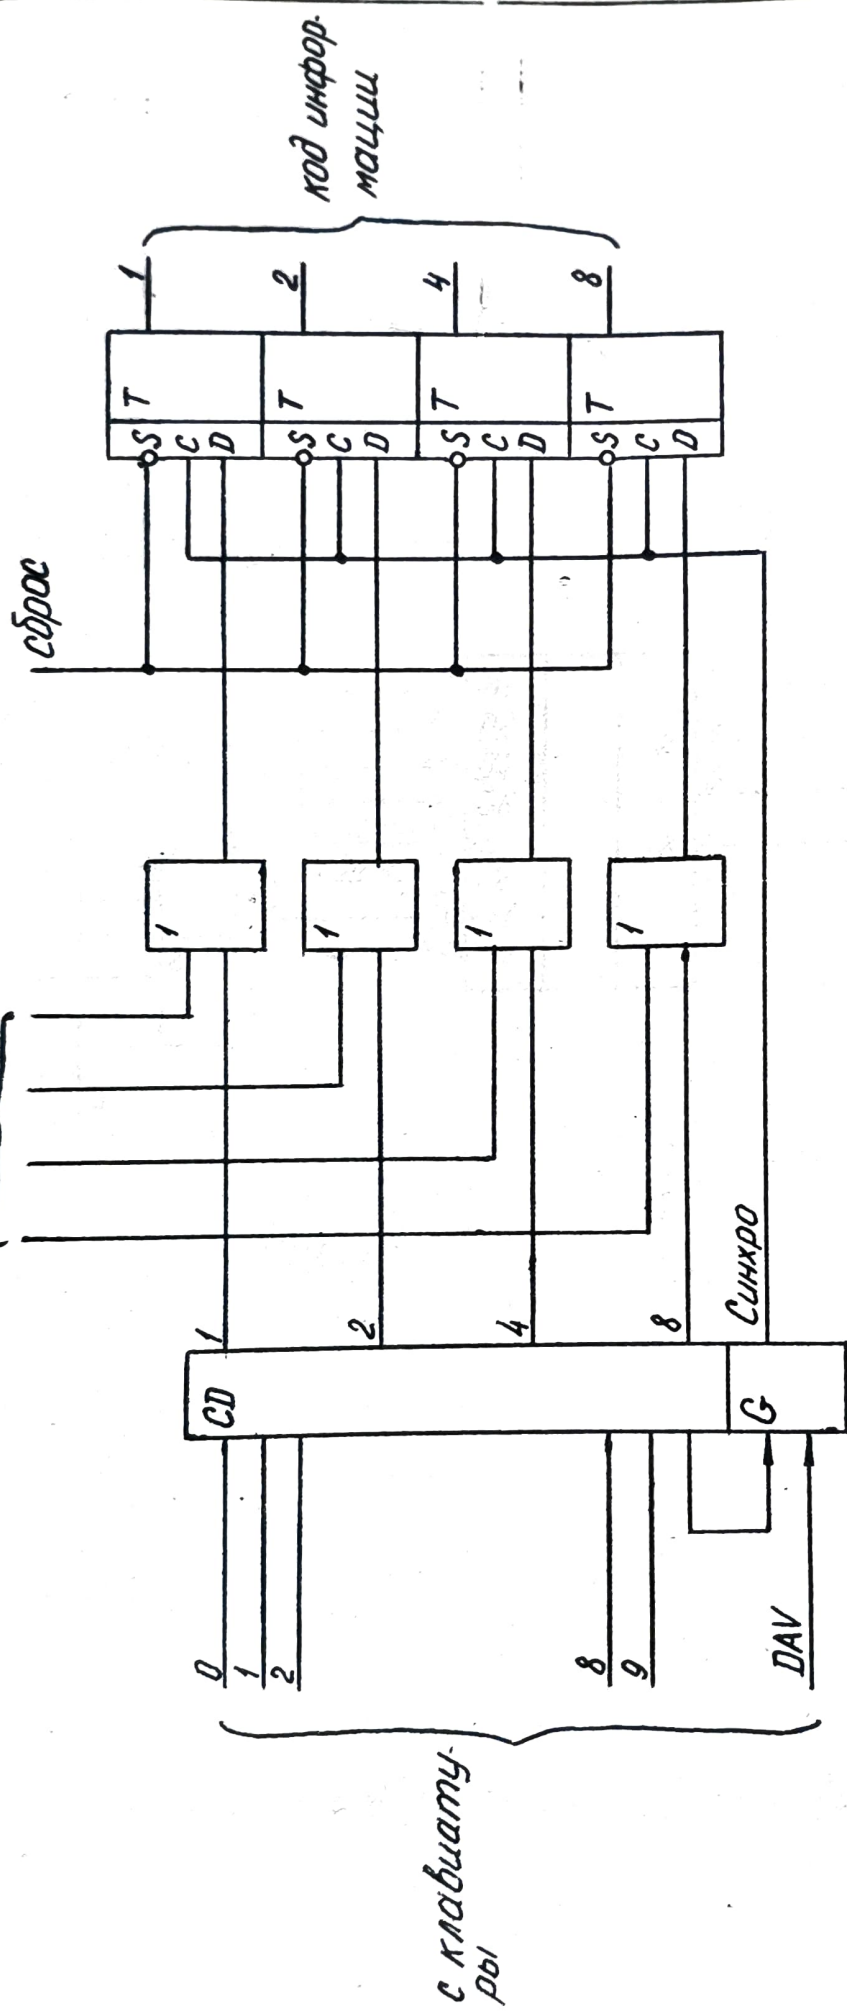 с клавиату-
ры
0
1
2
8
9
DAV
CD
G
1
2
4
8
Синхро
1
1
1
1
сброс
S
C
D
T
S
C
D
T
S
C
D
T
S
C
D
T
1
2
4
8
код инфор-
мации